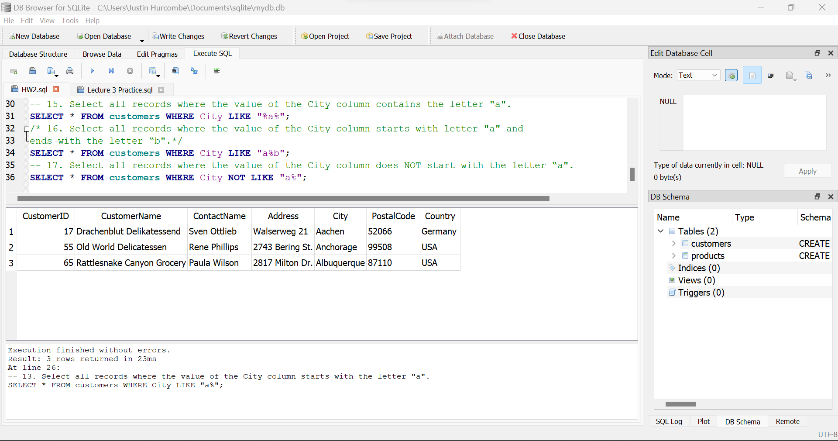 DB Browser for SQLite - C:\Users\Justin Hurcombe\Documents\sqlite\mydb.db
File Edit View Tools Help
New Database Open Database Write Changes Revert Changes Open Project Save Project Attach Database Close Database
Database Structure Browse Data Edit Pragmas Execute SQL
HW2.sql Lecture 3 Practice.sql
30 -- 15. Select all records where the value of the City column contains the letter "a".
31 SELECT * FROM customers WHERE City LIKE "%a%";
32 /* 16. Select all records where the value of the City column starts with letter "a" and
33 ends with the letter "b".*/
34 SELECT * FROM customers WHERE City LIKE "a%b";
35 -- 17. Select all records where the value of the City column does NOT start with the letter "a".
36 SELECT * FROM customers WHERE City NOT LIKE "a%";
CustomerID CustomerName ContactName Address City PostalCode Country
1 17 Drachenblut Delikatessend Sven Ottlieb Walserweg 21 Aachen 52066 Germany
2 55 Old World Delicatessen Rene Phillips 2743 Bering St. Anchorage 99508 USA
3 65 Rattlesnake Canyon Grocery Paula Wilson 2817 Milton Dr. Albuquerque 87110 USA
Execution finished without errors.
Result: 3 rows returned in 23ms
At line 26:
-- 13. Select all records where the value of the City column starts with the letter "a".
SELECT * FROM customers WHERE City LIKE "a%";
Edit Database Cell
Mode: Text
NULL
Type of data currently in cell: NULL
0 byte(s)
Apply
DB Schema
Name Type Schema
Tables (2)
customers CREATE
products CREATE
Indices (0)
Views (0)
Triggers (0)
SQL Log Plot DB Schema Remote
UTF-8